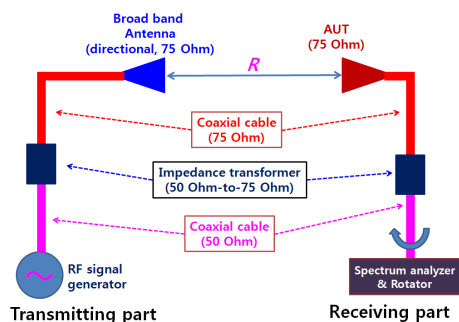 Broad band
Antenna
(directional, 75 Ohm)
AUT
(75 Ohm)
R
Coaxial cable
(75 Ohm)
Impedance transformer
(50 Ohm-to-75 Ohm)
Coaxial cable
(50 Ohm)
RF signal
generator
Spectrum analyzer
& Rotator
Transmitting part
Receiving part